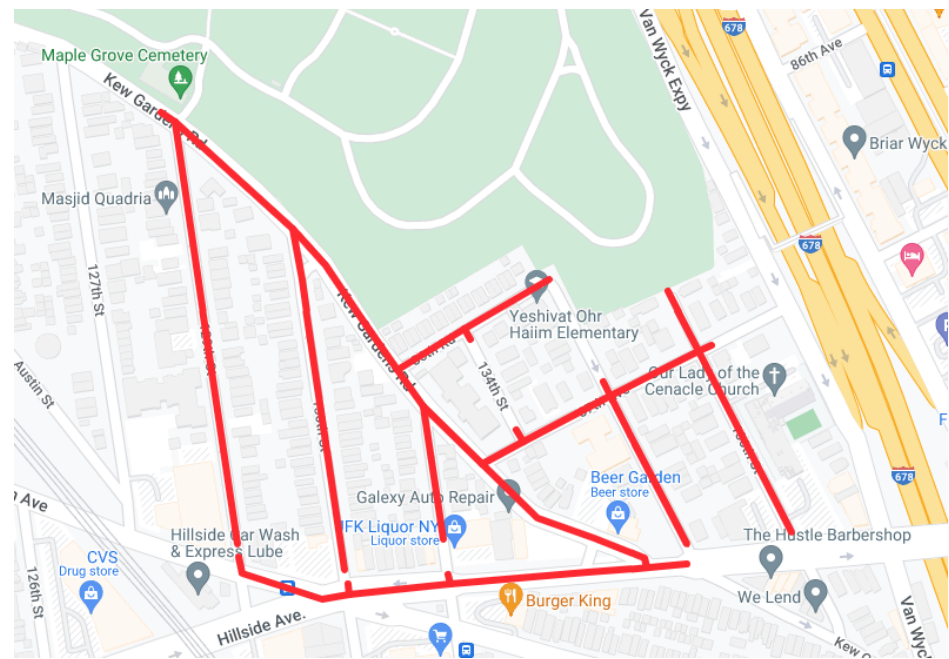 Maple Grove Cemetery
Kew Gardens Rd
Van Wyck Expy
678
86th Ave
Briar Wyck
Masjid Quadria
678
127th St
Yeshivat Ohr
Haiim Elementary
Kew Gardens Rd
134th St
Austin St
Our Lady of the
Cenacle Church
678
Beer Garden
Beer store
Galexy Auto Repair
JFK Liquor NY
Liquor store
Ave
Hillside Car Wash
& Express Lube
The Hustle Barbershop
CVS
Drug store
126th St
Burger King
We Lend
Hillside Ave.
Van Wyck
Kew